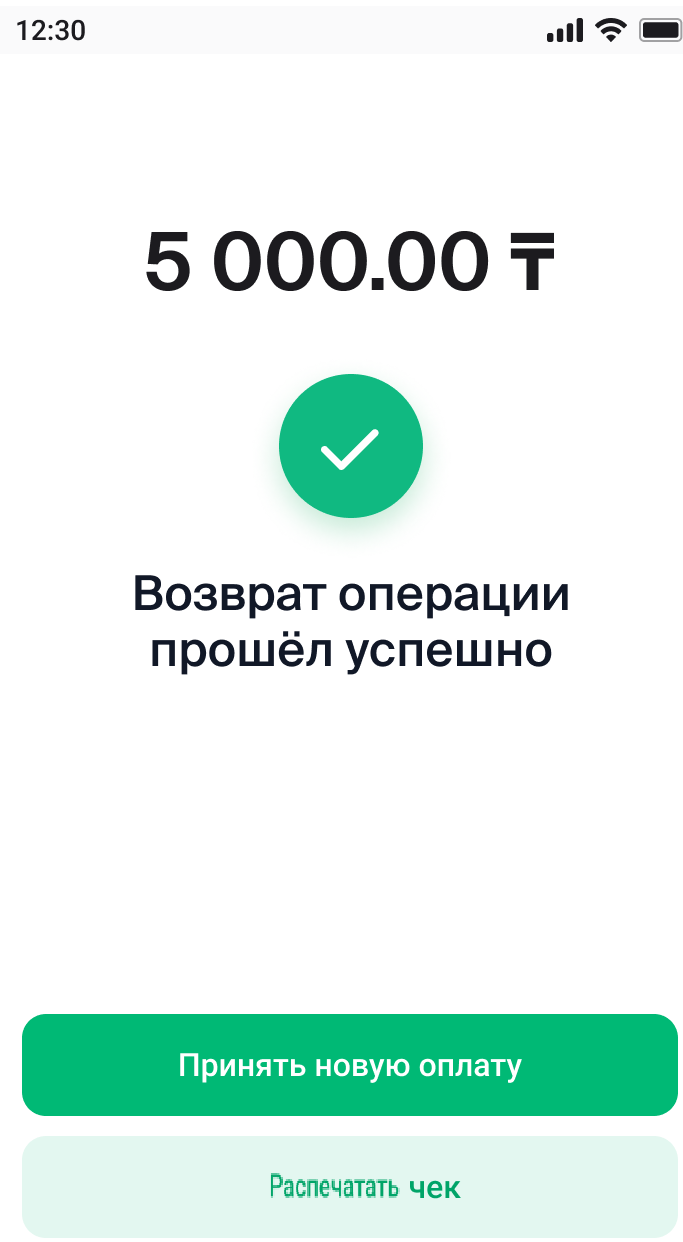 12:30
5 000.00 ₸
Возврат операции
прошёл успешно
Принять новую оплату
Распечатать чек